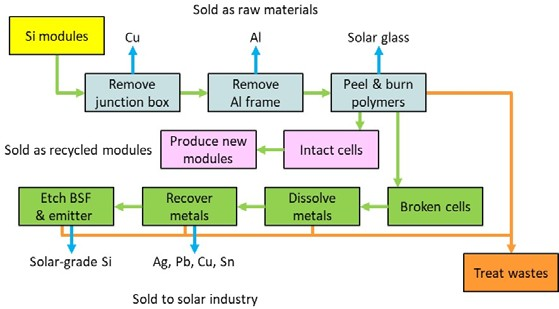 Sold as raw materials
Si modules
Cu
Al
Solar glass
Remove
junction box
Remove
Al frame
Peel & burn
polymers
Sold as recycled modules
Produce new
modules
Intact cells
Etch BSF
& emitter
Recover
metals
Dissolve
metals
Broken cells
Solar-grade Si
Ag, Pb, Cu, Sn
Treat wastes
Sold to solar industry